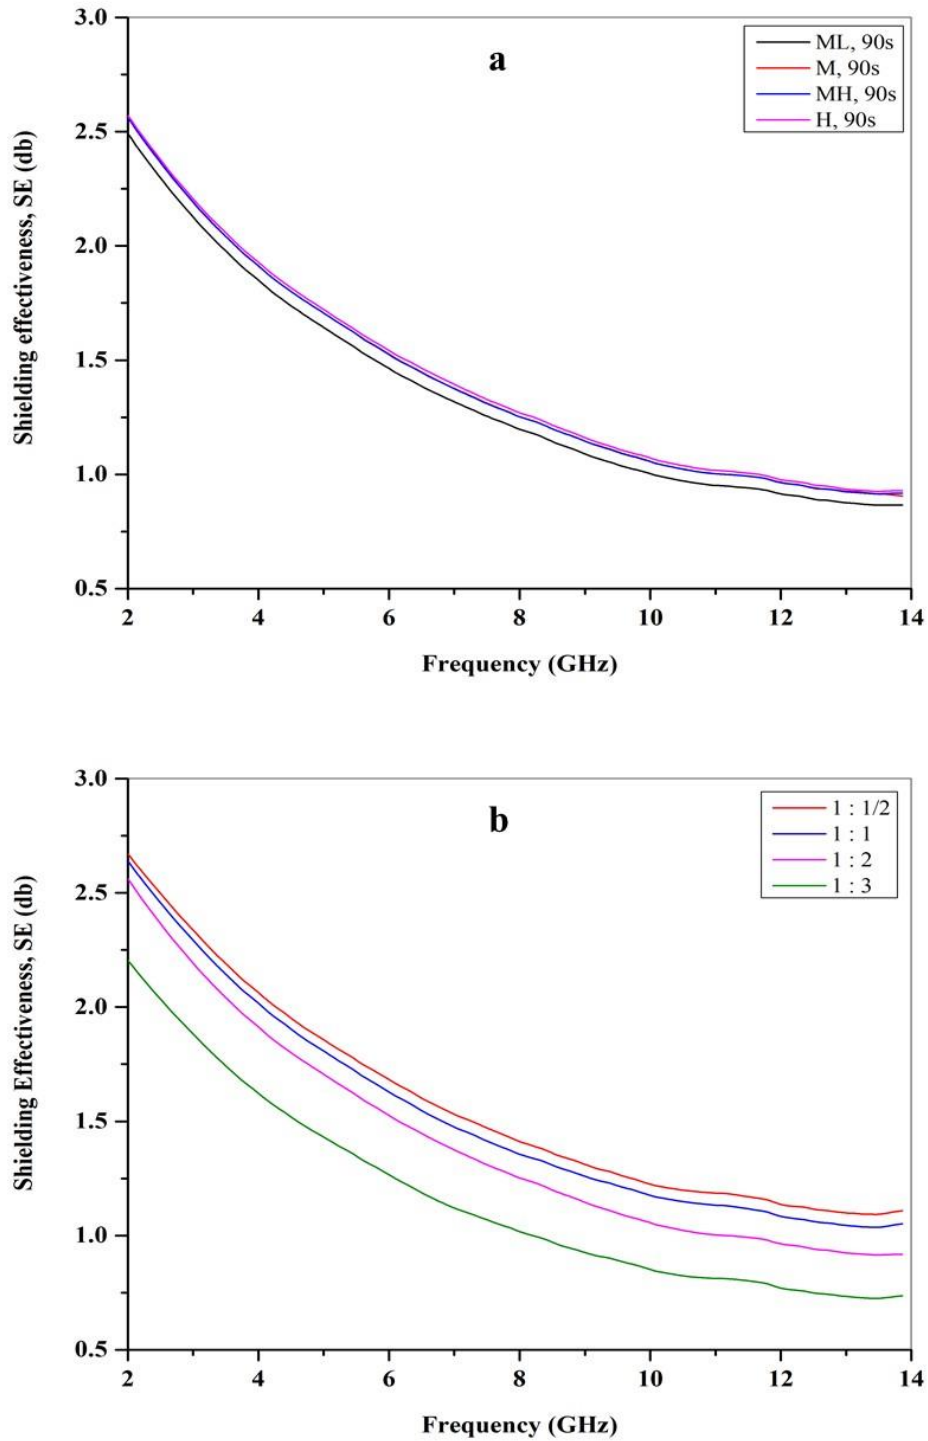 a
ML, 90s
M, 90s
MH, 90s
H, 90s
Shielding effectiveness, SE (db)
3.0
2.5
2.0
1.5
1.0
0.5
2 4 6 8 10 12 14
Frequency (GHz)
b
1 : 1/2
1 : 1
1 : 2
1 : 3
Shielding Effectiveness, SE (db)
3.0
2.5
2.0
1.5
1.0
0.5
2 4 6 8 10 12 14
Frequency (GHz)